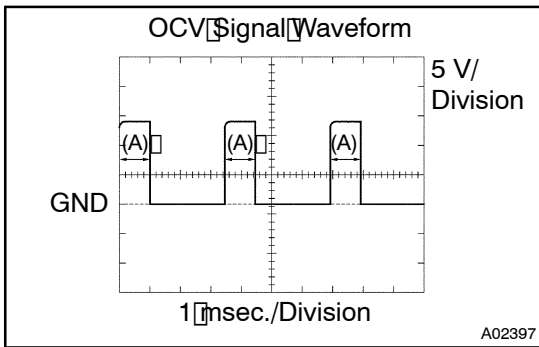 OCV▯Signal▯Waveform
5 V/
Division
(A)▯ (A)▯ (A)
GND
1▯msec./Division
A02397